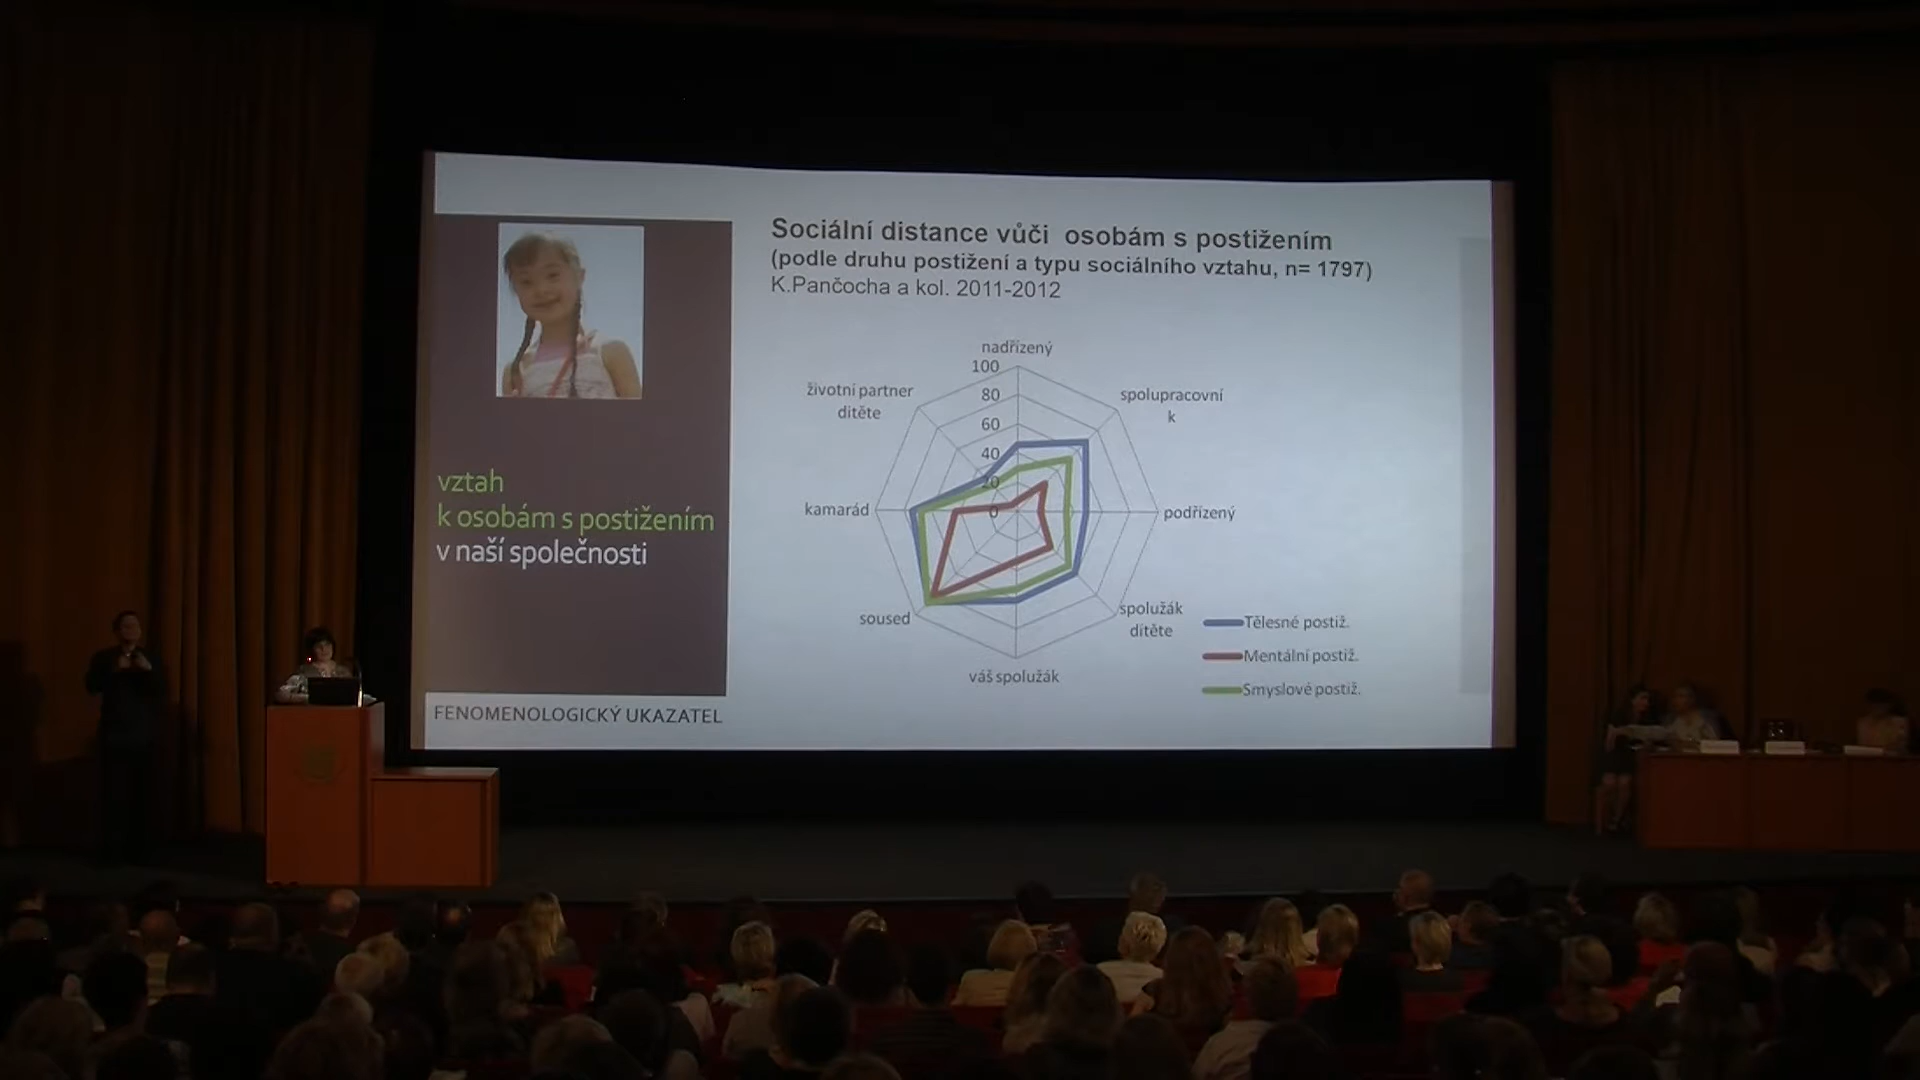 Sociální distance vůči osobám s postižením
(podle druhu postižení a typu sociálního vztahu, n= 1797)
K.Pančocha a kol. 2011-2012
vztah
k osobám s postižením
v naší společnosti
FENOMENOLOGICKÝ UKAZATEL
nadřízený
100
80
60
40
20
0
spolupracovní
k
podřízený
spolužák
dítěte
váš spolužák
soused
kamarád
životní partner
dítěte
Tělesné postiž.
Mentální postiž.
Smyslové postiž.